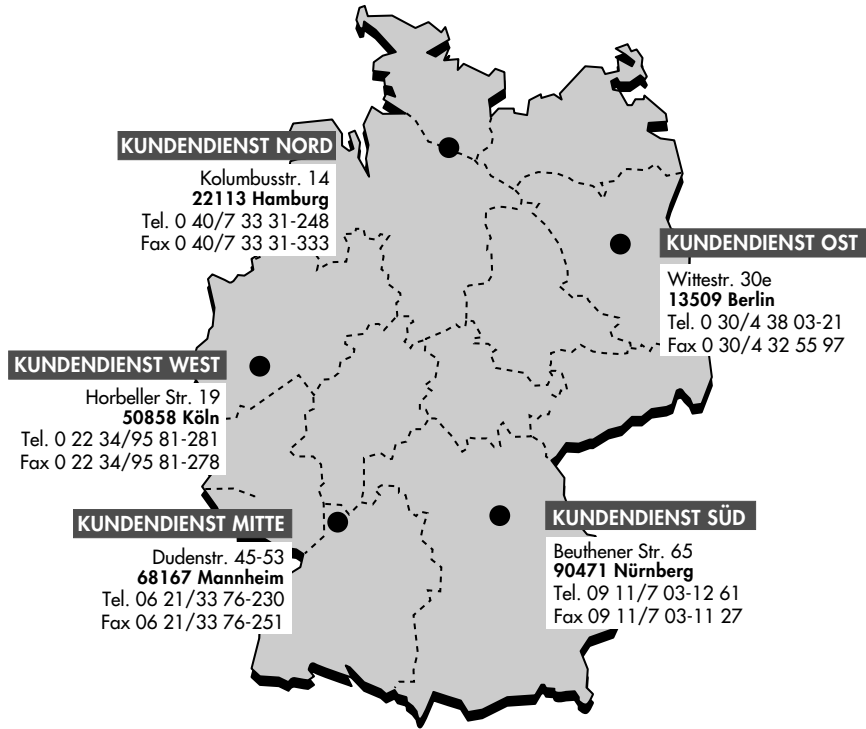 KUNDENDIENST NORD
Kolumbusstr. 14
22113 Hamburg
Tel. 0 40/7 33 31-248
Fax 0 40/7 33 31-333
KUNDENDIENST OST
Wittestr. 30e
13509 Berlin
Tel. 0 30/4 38 03-21
Fax 0 30/4 32 55 97
KUNDENDIENST WEST
Horbeller Str. 19
50858 Köln
Tel. 0 22 34/95 81-281
Fax 0 22 34/95 81-278
KUNDENDIENST MITTE
Dudenstr. 45-53
68167 Mannheim
Tel. 06 21/33 76-230
Fax 06 21/33 76-251
KUNDENDIENST SÜD
Beuthener Str. 65
90471 Nürnberg
Tel. 09 11/7 03-12 61
Fax 09 11/7 03-11 27